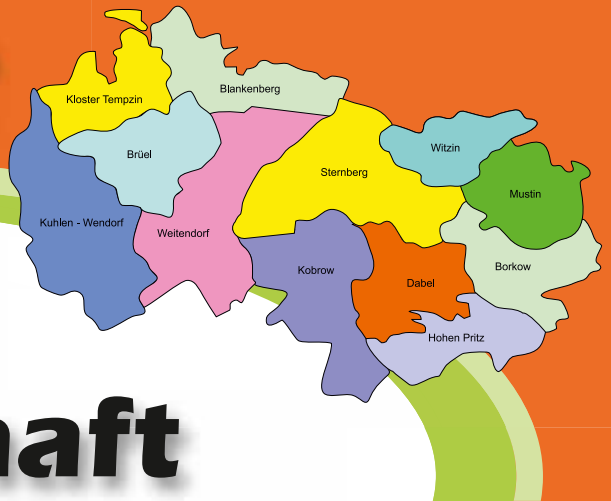 Blankenberg
Kloster Tempzin
Brüel
Witzin
Sternberg
Mustin
Kuhlen - Wendorf
Weitendorf
Kobrow
Borkow
Dabel
Hohen Pritz
haft